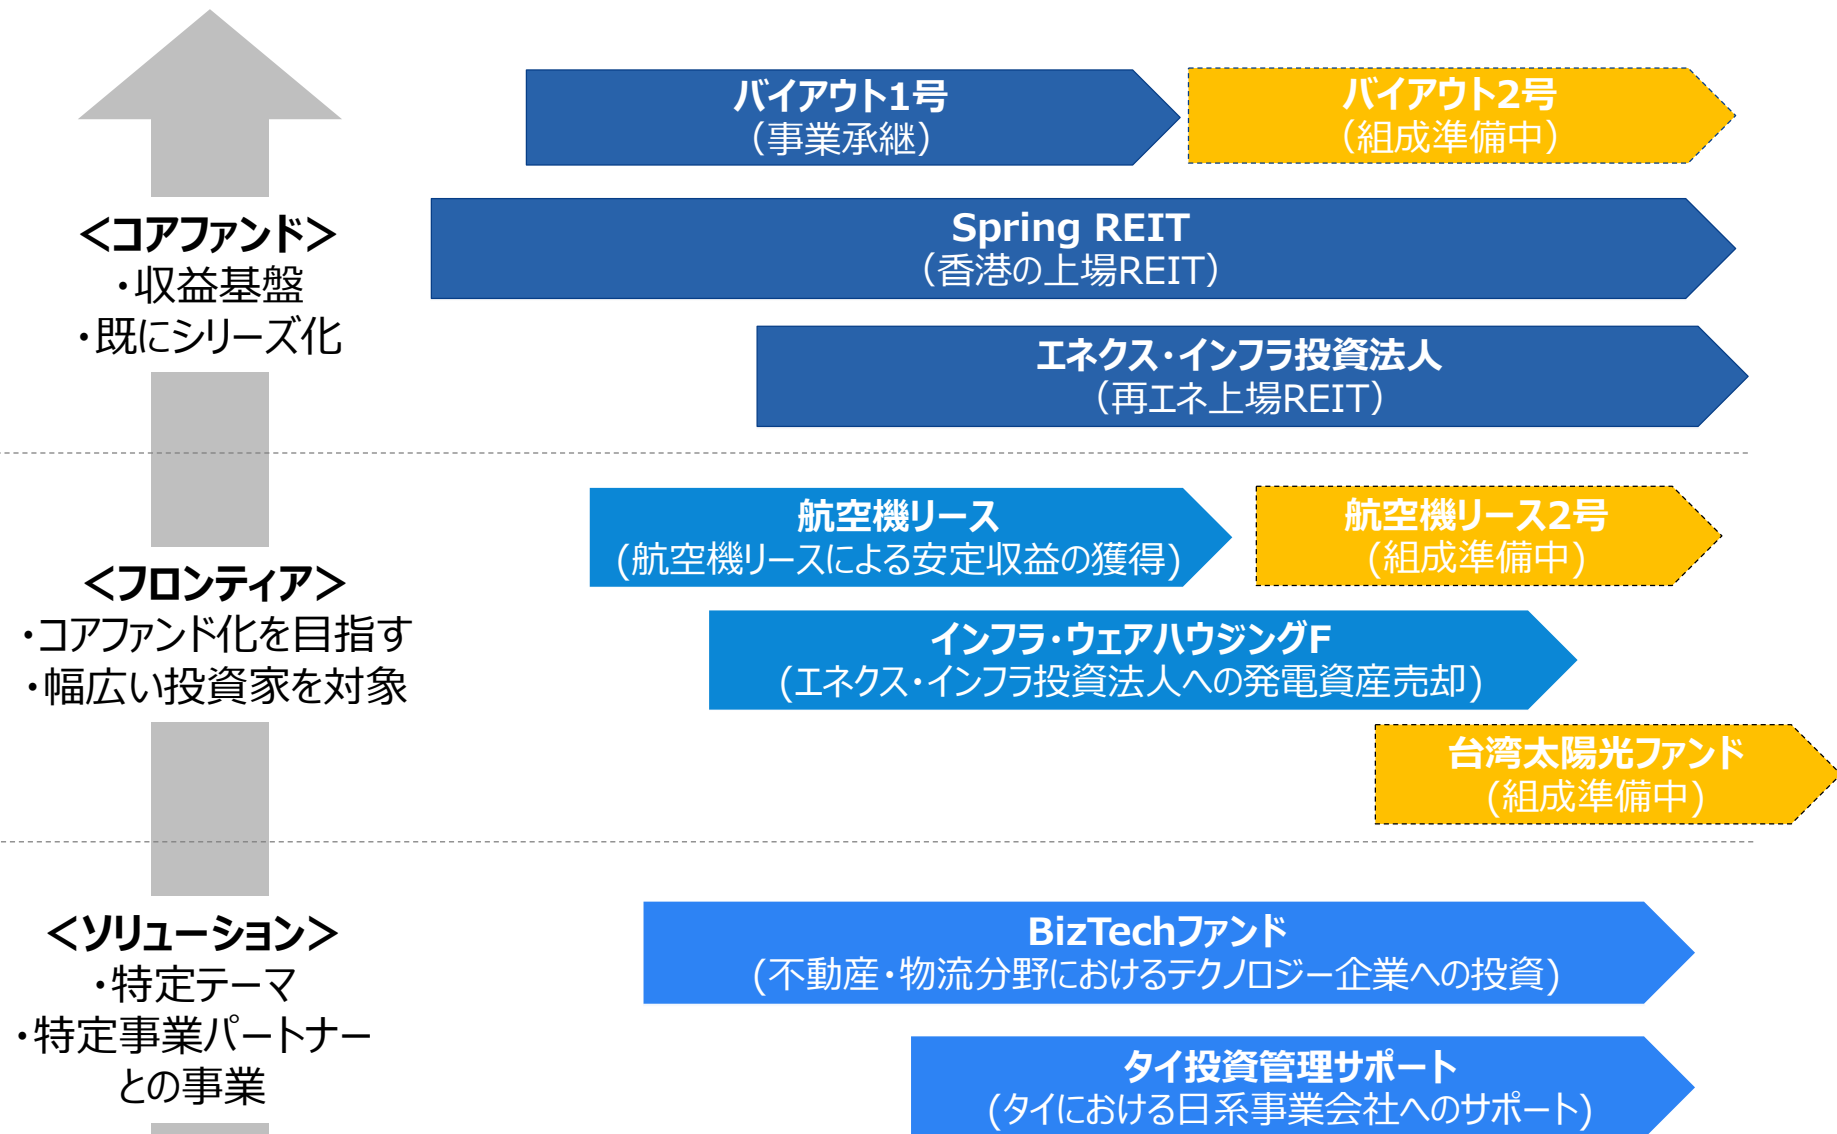 バイアウト1号
（事業承継）
バイアウト2号
（組成準備中）
＜コアファンド＞
・収益基盤
・既にシリーズ化
Spring REIT
（香港の上場REIT）
エネクス・インフラ投資法人
（再エネ上場REIT）
＜フロンティア＞
・コアファンド化を目指す
・幅広い投資家を対象
航空機リース
(航空機リースによる安定収益の獲得)
航空機リース2号
(組成準備中)
インフラ・ウェアハウジングF
(エネクス・インフラ投資法人への発電資産売却)
台湾太陽光ファンド
(組成準備中)
＜ソリューション＞
・特定テーマ
・特定事業パートナー
との事業
BizTechファンド
(不動産・物流分野におけるテクノロジー企業への投資)
タイ投資管理サポート
(タイにおける日系事業会社へのサポート)